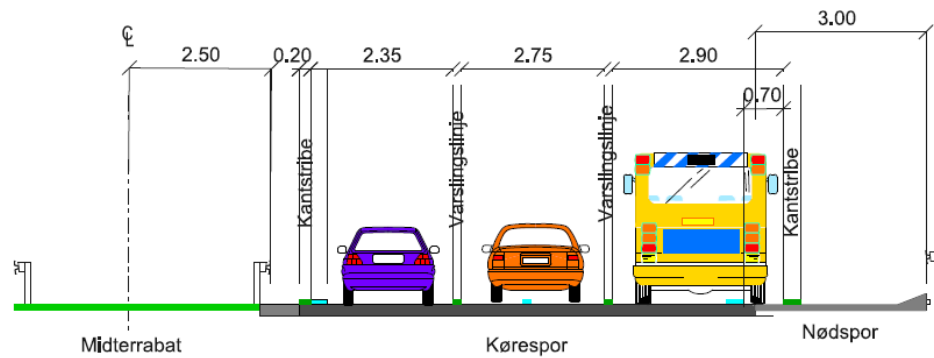 3.00
℄
2.50
0.20
2.35
2.75
2.90
0.70
Kantstribe
Varslingslinje
Varslingslinje
Kantstribe
Midterrabat
Kørespor
Nødspor